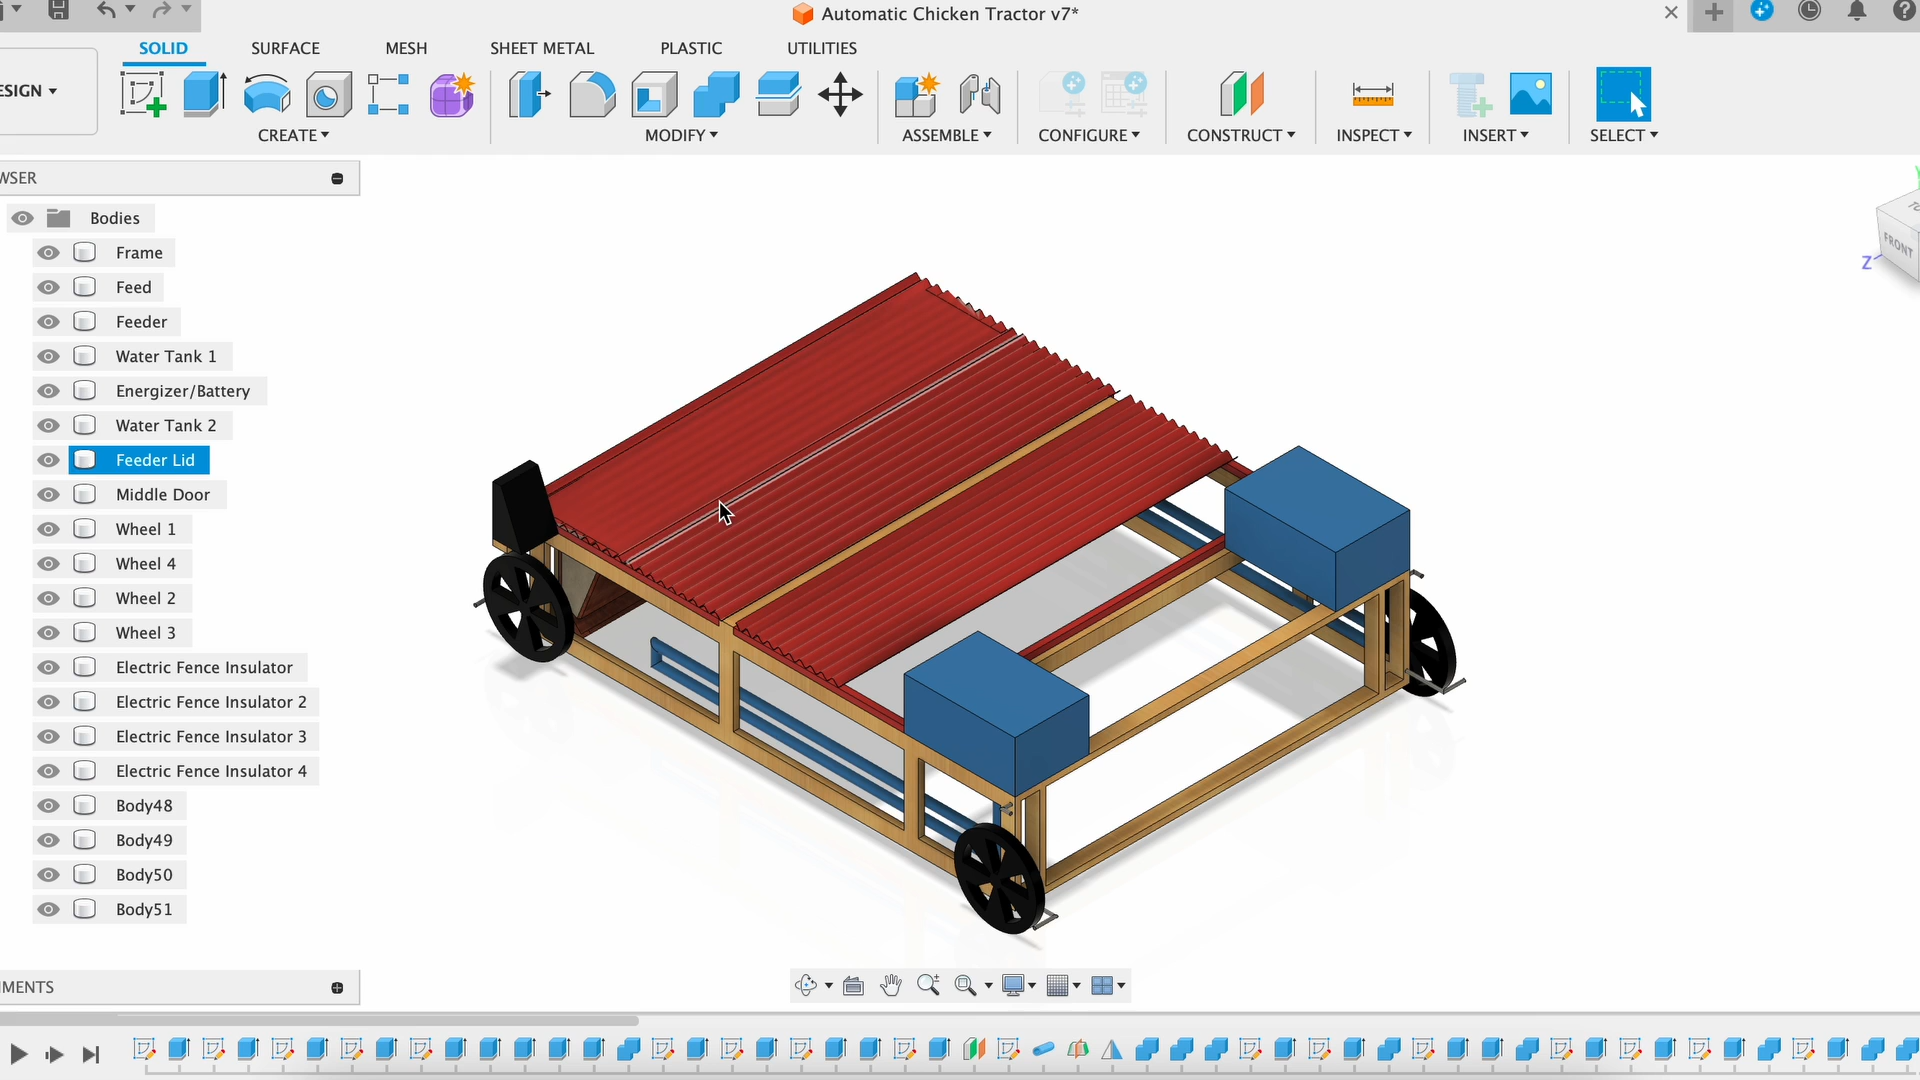 Automatic Chicken Tractor v7*
SOLID SURFACE MESH SHEET METAL PLASTIC UTILITIES
ESIGN
CREATE MODIFY ASSEMBLE CONFIGURE CONSTRUCT INSPECT INSERT SELECT
WSER
Bodies
Frame
Feed
Feeder
Water Tank 1
Energizer/Battery
Water Tank 2
Feeder Lid
Middle Door
Wheel 1
Wheel 4
Wheel 2
Wheel 3
Electric Fence Insulator
Electric Fence Insulator 2
Electric Fence Insulator 3
Electric Fence Insulator 4
Body48
Body49
Body50
Body51
MENTS
FRONT
Z